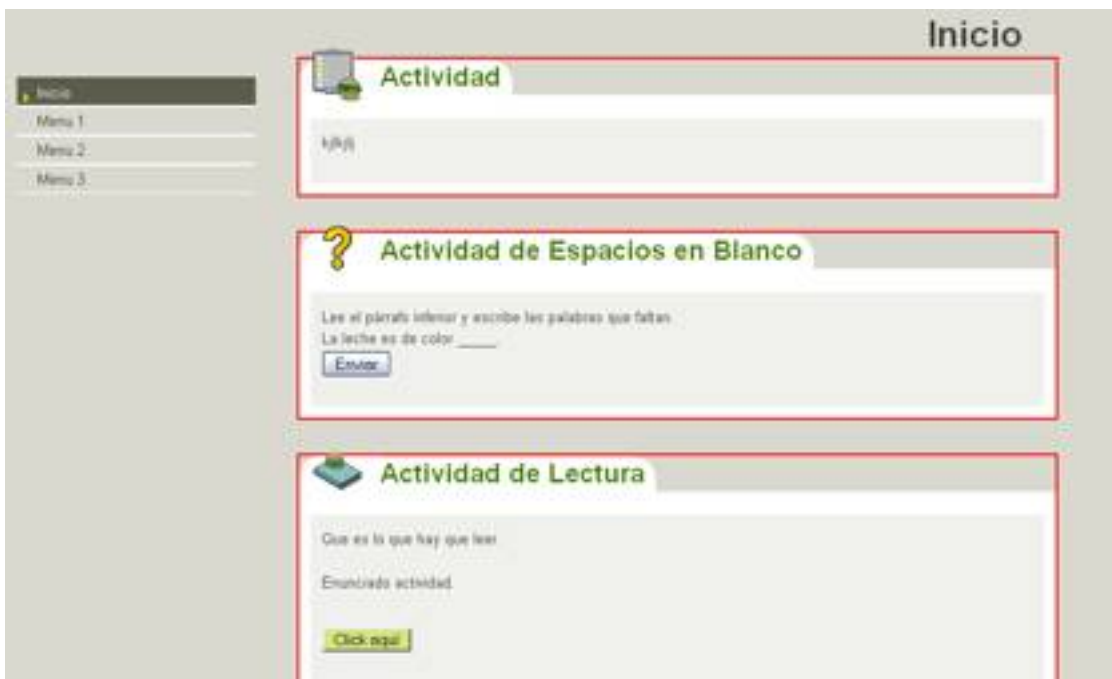 Inicio
Inicio
Menu 1
Menu 2
Menu 3
Actividad
Actividad de Espacios en Blanco
Lee el párrafo inferior y escribe las palabras que faltan
La leche es de color _____
Enviar
Actividad de Lectura
Que es lo que hay que leer
Enunciado actividad.
Click aquí